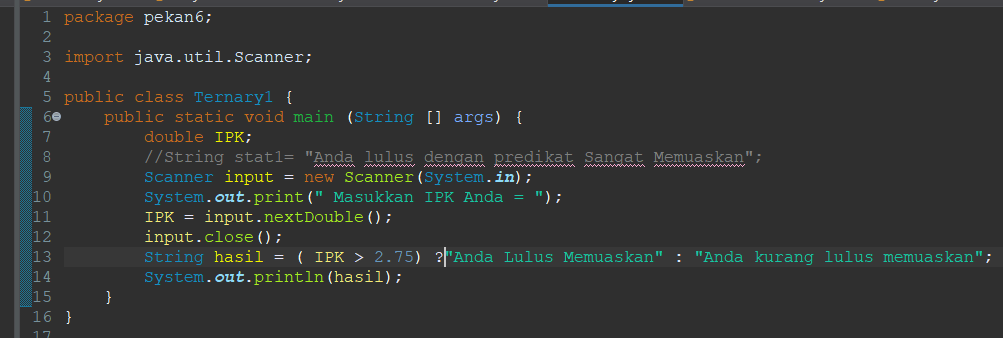 1 package pekan6;
2
3 import java.util.Scanner;
4
5 public class Ternary1 {
6 public static void main (String [] args) {
7 double IPK;
8 //String stat1= "Anda lulus dengan predikat Sangat Memuaskan";
9 Scanner input = new Scanner(System.in);
10 System.out.print(" Masukkan IPK Anda = ");
11 IPK = input.nextDouble();
12 input.close();
13 String hasil = ( IPK > 2.75) ?"Anda Lulus Memuaskan" : "Anda kurang lulus memuaskan";
14 System.out.println(hasil);
15 }
16 }
17